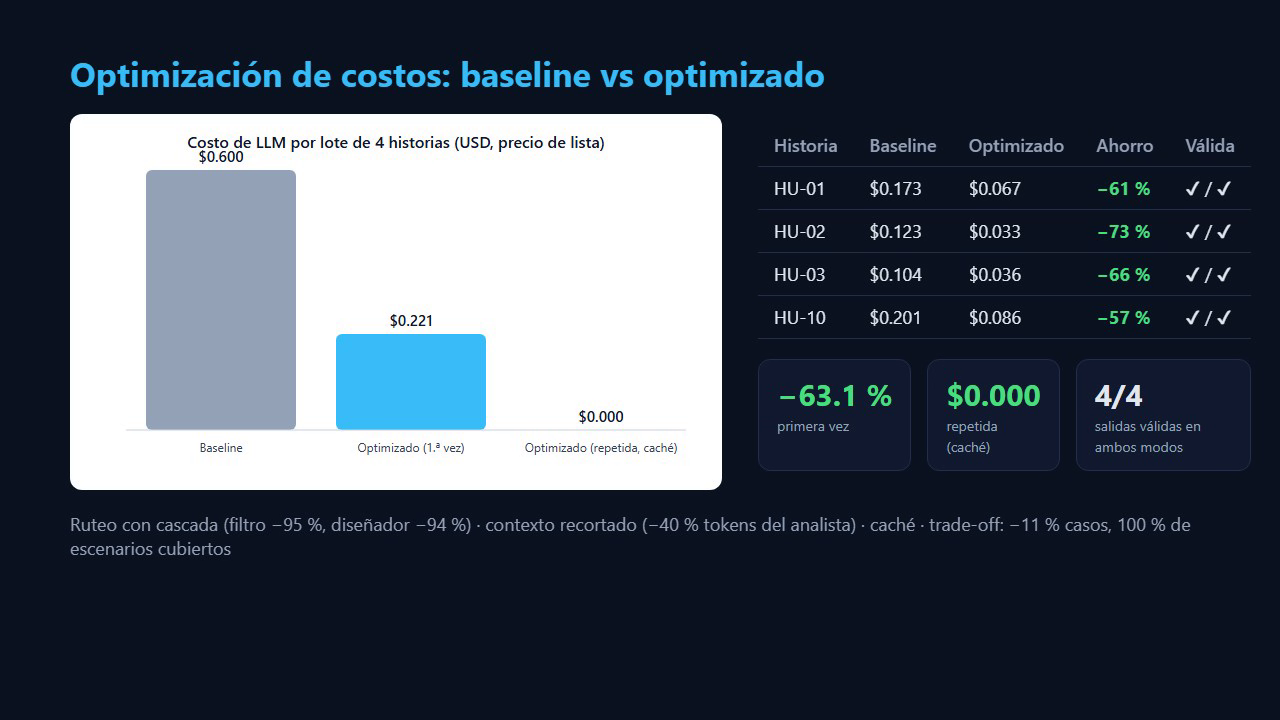 Optimización de costos: baseline vs optimizado
Costo de LLM por lote de 4 historias (USD, precio de lista)
$0.600
$0.221
$0.000
Baseline
Optimizado (1.ª vez)
Optimizado (repetida, caché)
Historia Baseline Optimizado Ahorro Válida
HU-01 $0.173 $0.067 −61 % ✓ / ✓
HU-02 $0.123 $0.033 −73 % ✓ / ✓
HU-03 $0.104 $0.036 −66 % ✓ / ✓
HU-10 $0.201 $0.086 −57 % ✓ / ✓
−63.1 %
primera vez
$0.000
repetida
(caché)
4/4
salidas válidas en
ambos modos
Ruteo con cascada (filtro −95 %, diseñador −94 %) · contexto recortado (−40 % tokens del analista) · caché · trade-off: −11 % casos, 100 % de
escenarios cubiertos